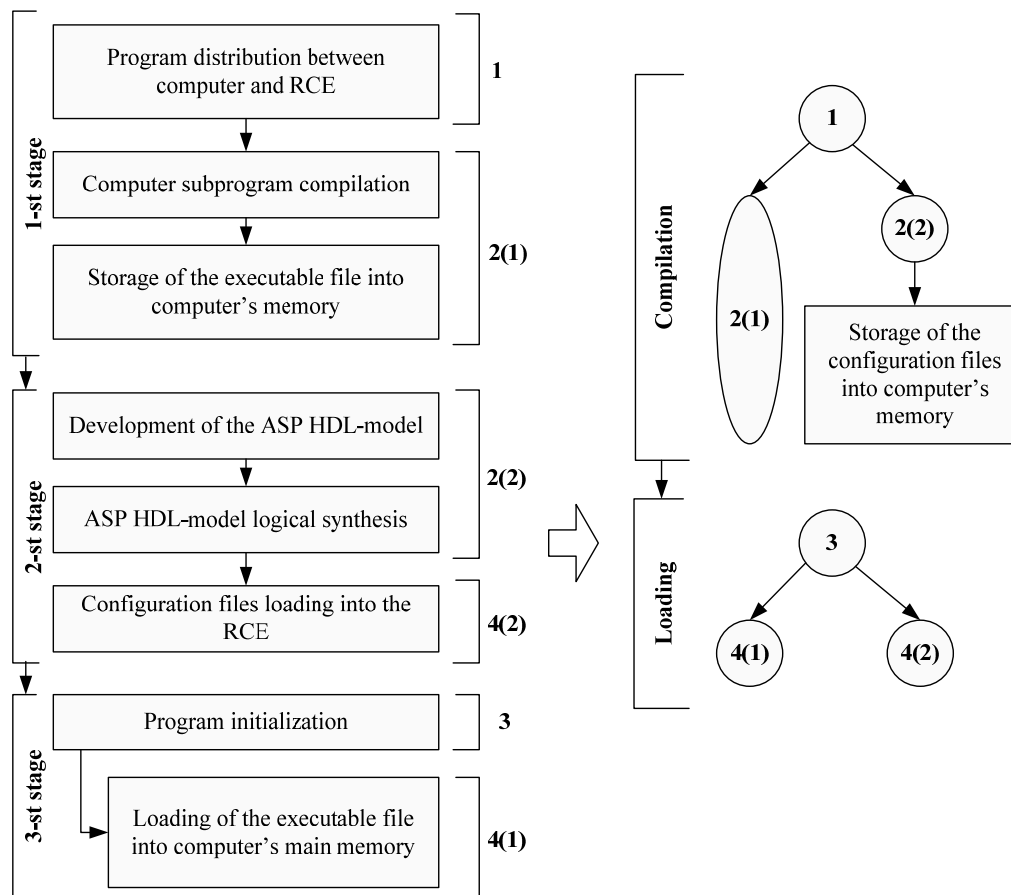 1-st stage
Program distribution between
computer and RCE
1
Computer subprogram compilation
Storage of the executable file into
computer's memory
2(1)
2-st stage
Development of the ASP HDL-model
ASP HDL-model logical synthesis
2(2)
Configuration files loading into the
RCE
4(2)
3-st stage
Program initialization
3
Loading of the executable file
into computer's main memory
4(1)
Compilation
1
2(1)
2(2)
Storage of the
configuration files
into computer's
memory
Loading
3
4(1)
4(2)